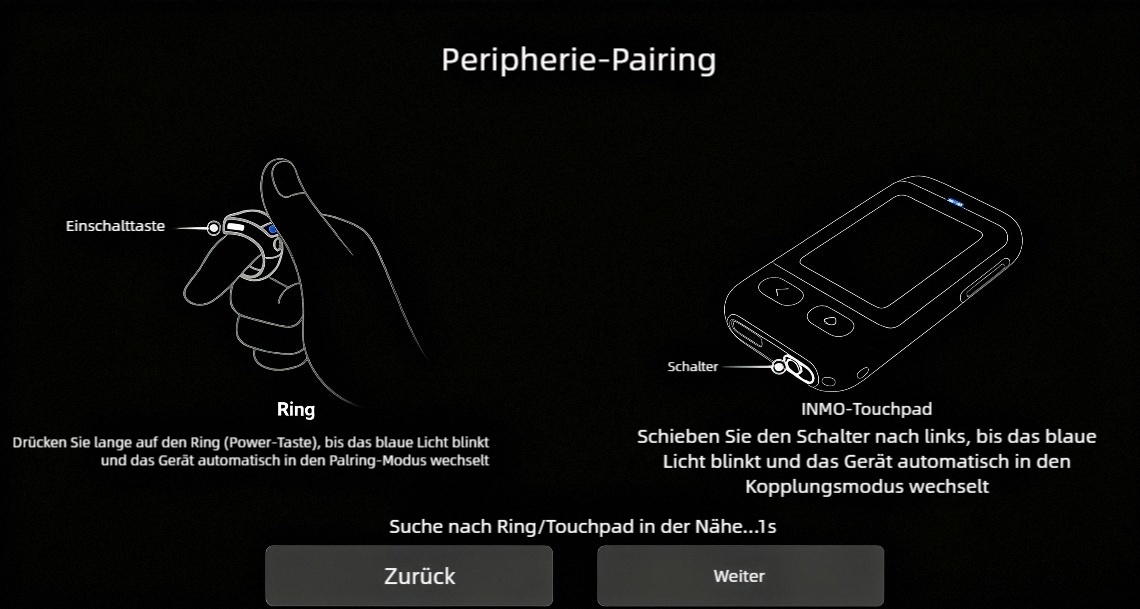 Peripherie-Pairing
Einschalttaste
Schalter
Ring
Drücken Sie lange auf den Ring (Power-Taste), bis das blaue Licht blinkt
und das Gerät automatisch in den Palring-Modus wechselt
INMO-Touchpad
Schieben Sie den Schalter nach links, bis das blaue
Licht blinkt und das Gerät automatisch in den
Kopplungsmodus wechselt
Suche nach Ring/Touchpad in der Nähe...1s
Zurück
Weiter